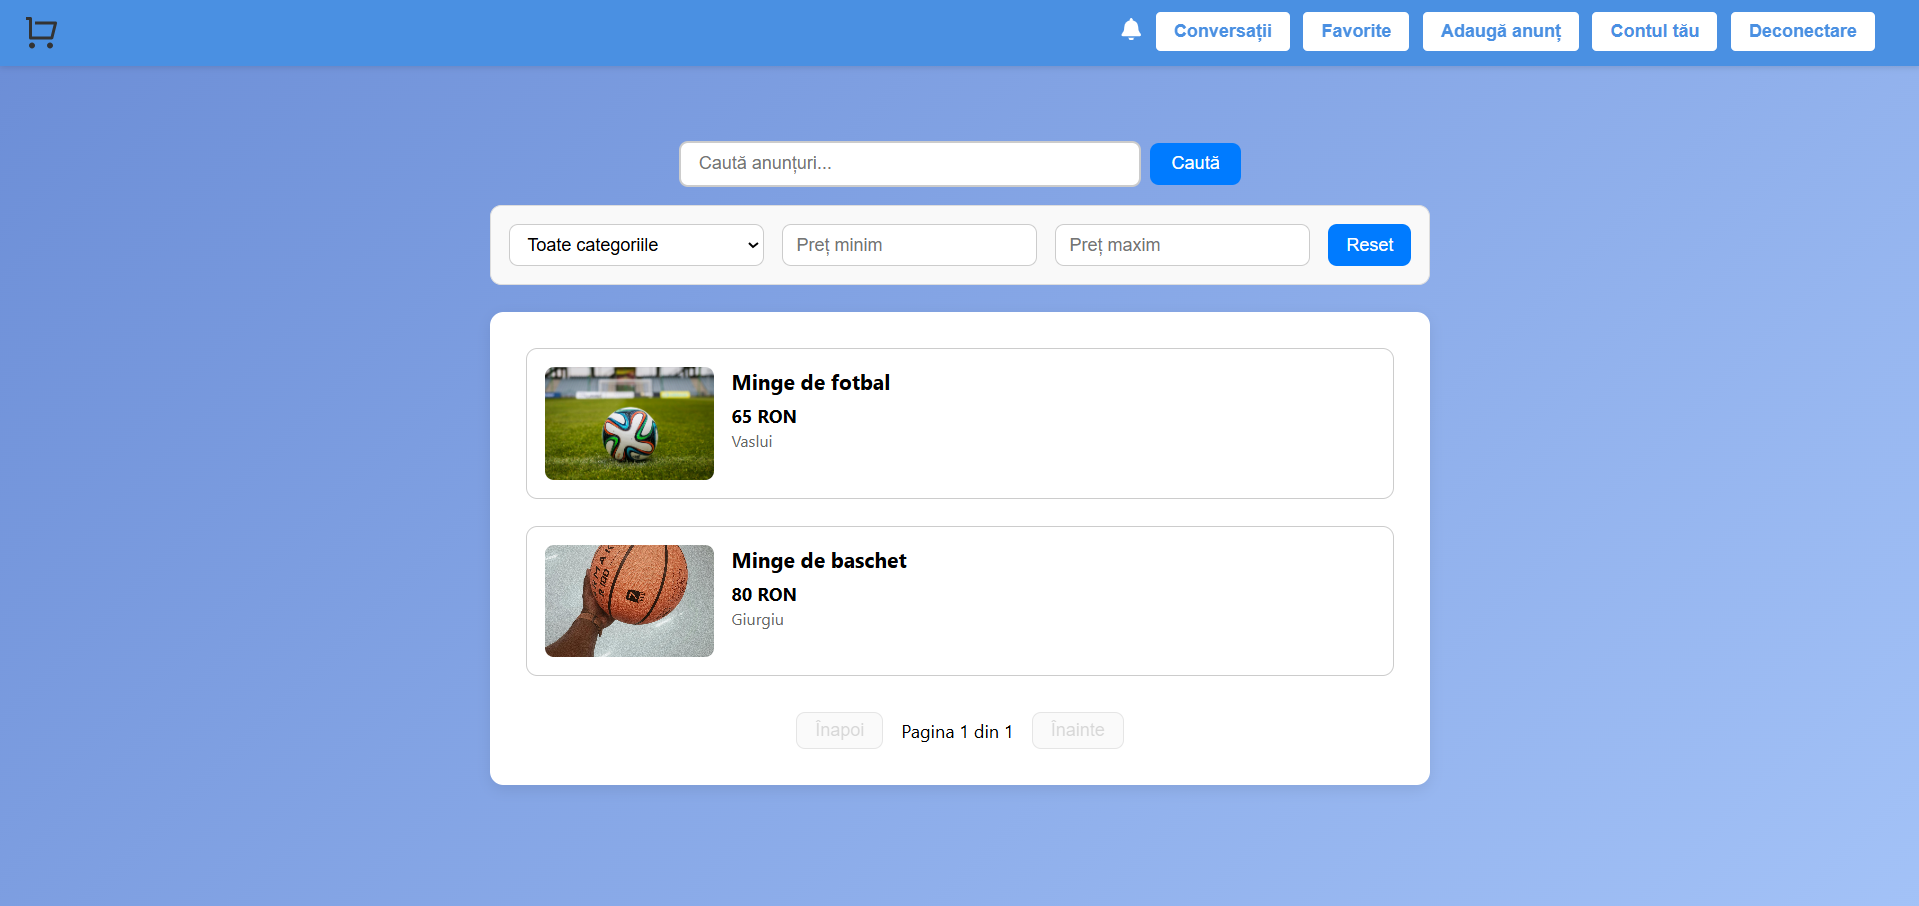 Conversații Favorite Adaugă anunț Contul tău Deconectare
Caută anunțuri... Caută
Toate categoriile Preț minim Preț maxim Reset
Minge de fotbal
65 RON
Vaslui
Minge de baschet
80 RON
Giurgiu
Înapoi Pagina 1 din 1 Înainte